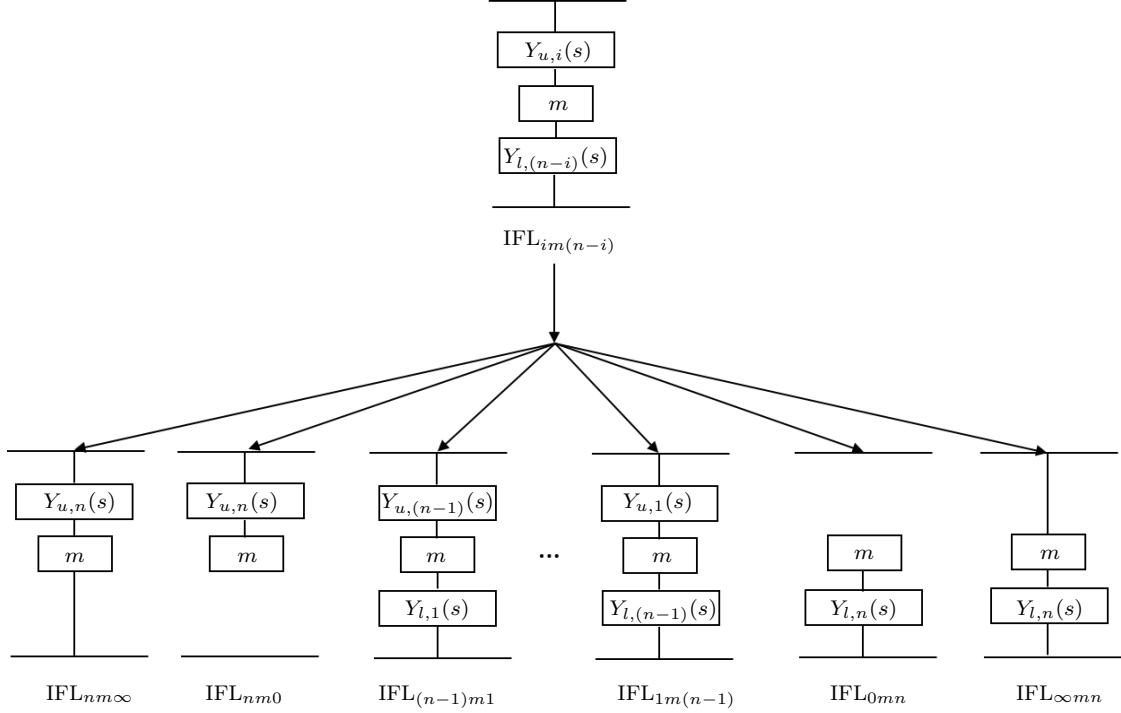 Y_{u,i}(s)
m
Y_{l,(n−i)}(s)
IFL_{im(n−i)}
Y_{u,n}(s) Y_{u,n}(s) Y_{u,(n−1)}(s) Y_{u,1}(s)
m m m ... m m m
Y_{l,1}(s) Y_{l,(n−1)}(s) Y_{l,n}(s) Y_{l,n}(s)
IFL_{nm∞} IFL_{nm0} IFL_{(n−1)m1} IFL_{1m(n−1)} IFL_{0mn} IFL_{∞mn}